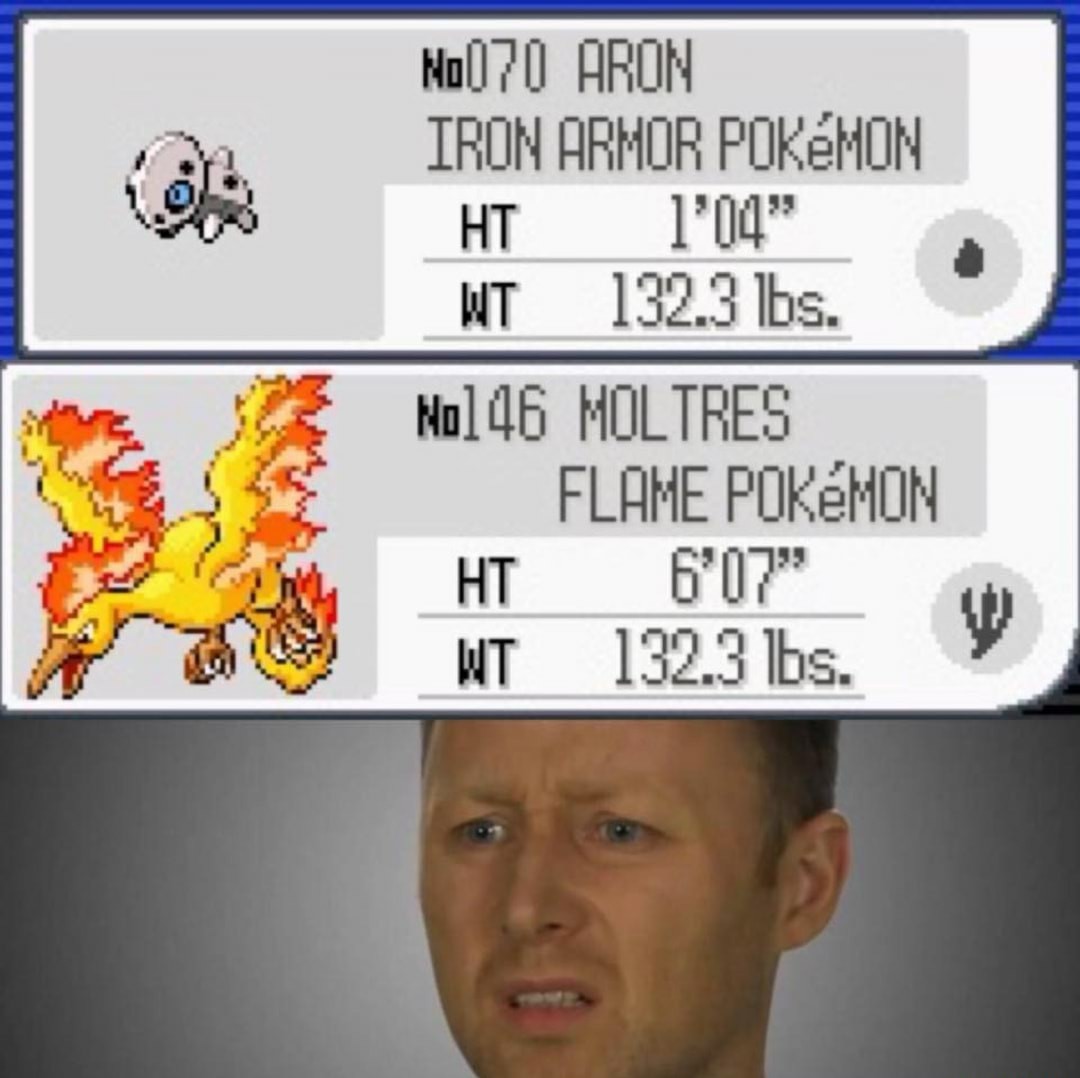 No070 ARON
IRON ARMOR POKéMON
HT 1'04"
WT 132.3 lbs.
No146 MOLTRES
FLAME POKéMON
HT 6'07"
WT 132.3 lbs.